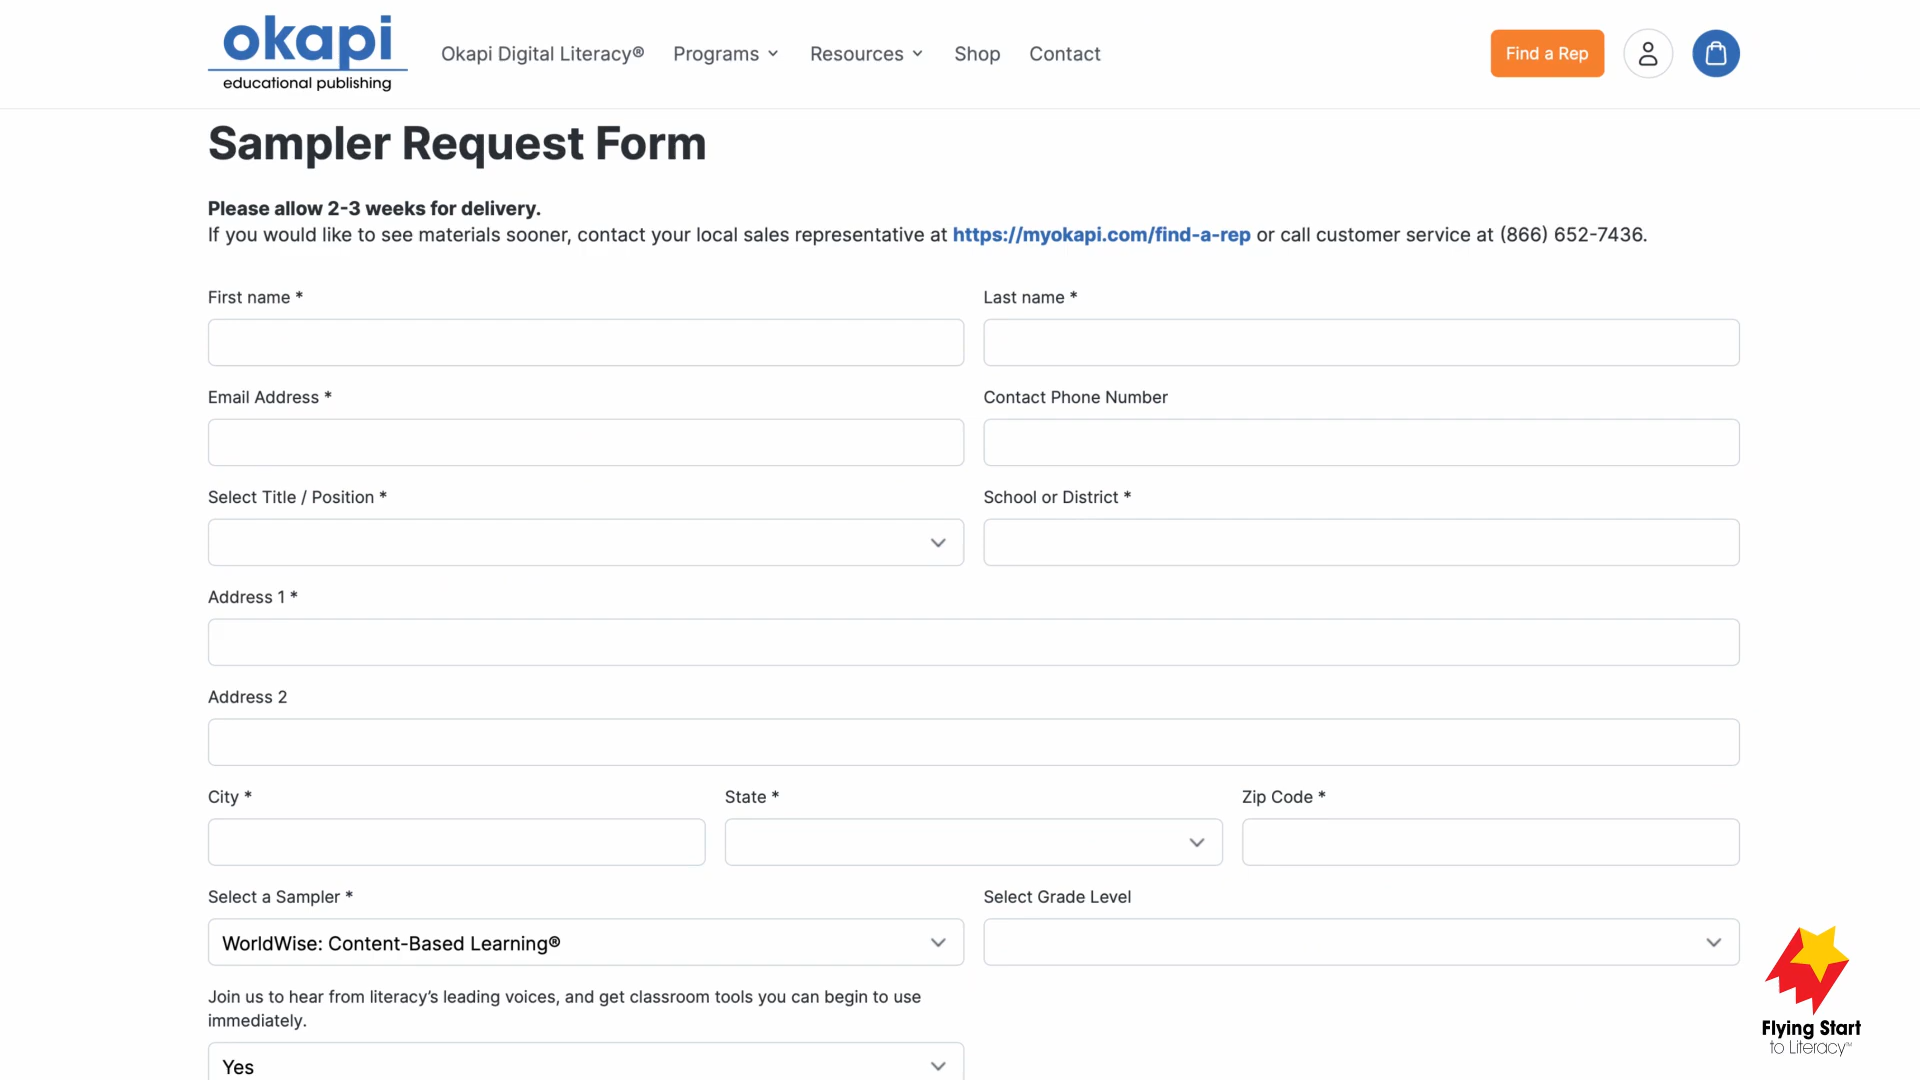 okapi
educational publishing
Okapi Digital Literacy® Programs Resources Shop Contact Find a Rep
Sampler Request Form
Please allow 2-3 weeks for delivery.
If you would like to see materials sooner, contact your local sales representative at https://myokapi.com/find-a-rep or call customer service at (866) 652-7436.
First name * Last name *
Email Address * Contact Phone Number
Select Title / Position * School or District *
Address 1 *
Address 2
City * State * Zip Code *
Select a Sampler * Select Grade Level
WorldWise: Content-Based Learning®
Join us to hear from literacy’s leading voices, and get classroom tools you can begin to use
immediately.
Yes
Flying Start
to Literacy™